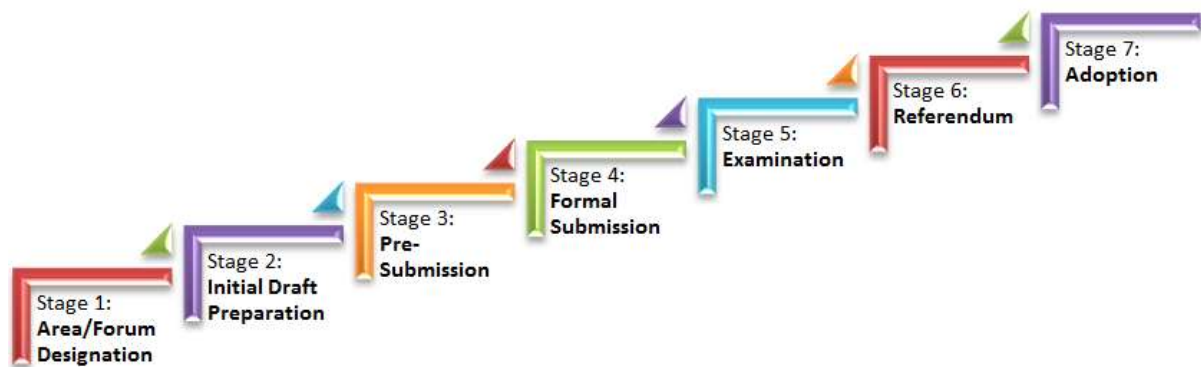 Stage 1:
Area/Forum
Designation
Stage 2:
Initial Draft
Preparation
Stage 3:
Pre-
Submission
Stage 4:
Formal
Submission
Stage 5:
Examination
Stage 6:
Referendum
Stage 7:
Adoption